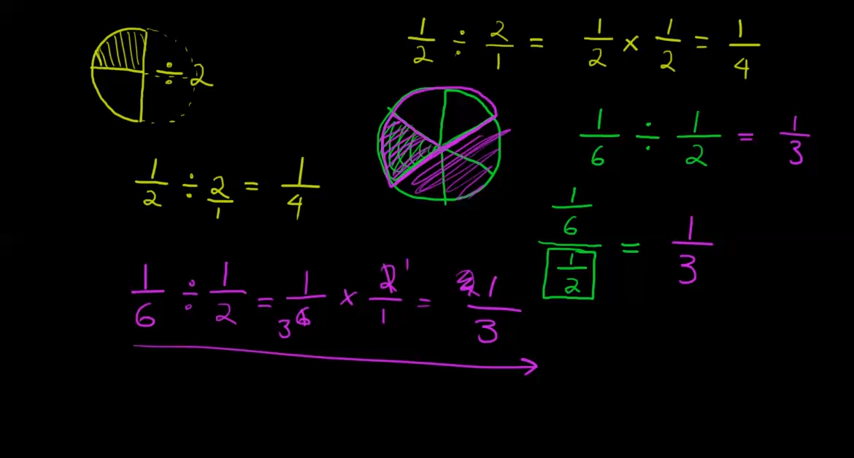 1/2 ÷ 2/1 = 1/2 × 1/2 = 1/4
÷ 2
1/6 ÷ 1/2 = 1/3
1/2 ÷ 2/1 = 1/4
1/6 / 1/2 = 1/3
1/6 ÷ 1/2 = 1/6 3 × 2/1 1 = 1/3